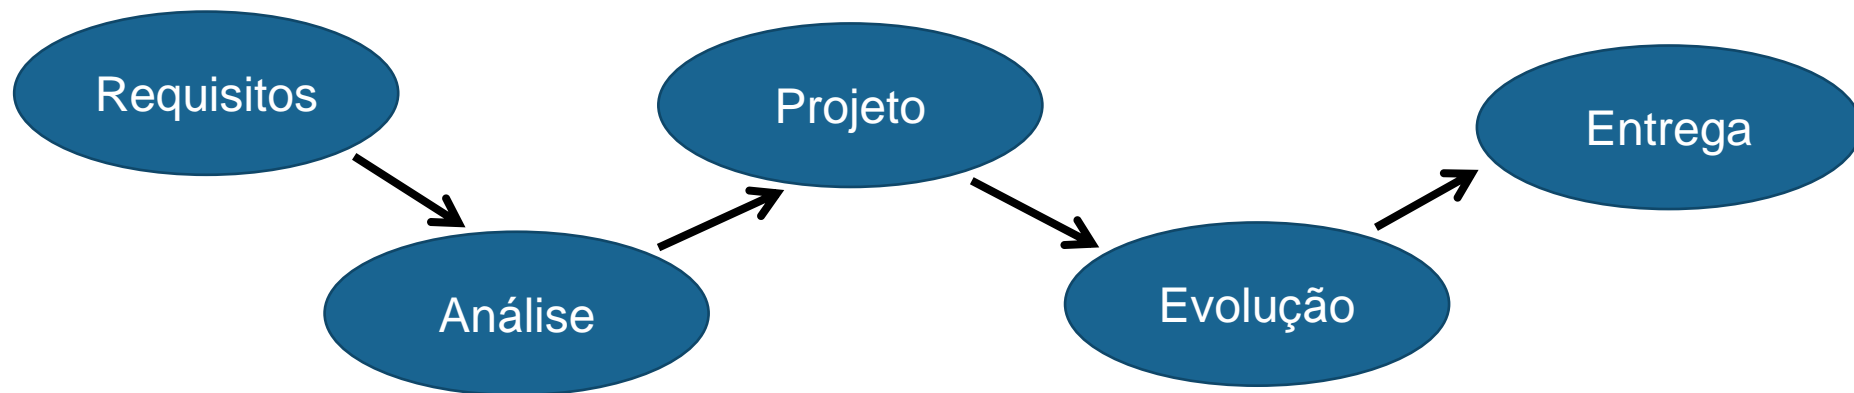 Requisitos
Análise
Projeto
Evolução
Entrega